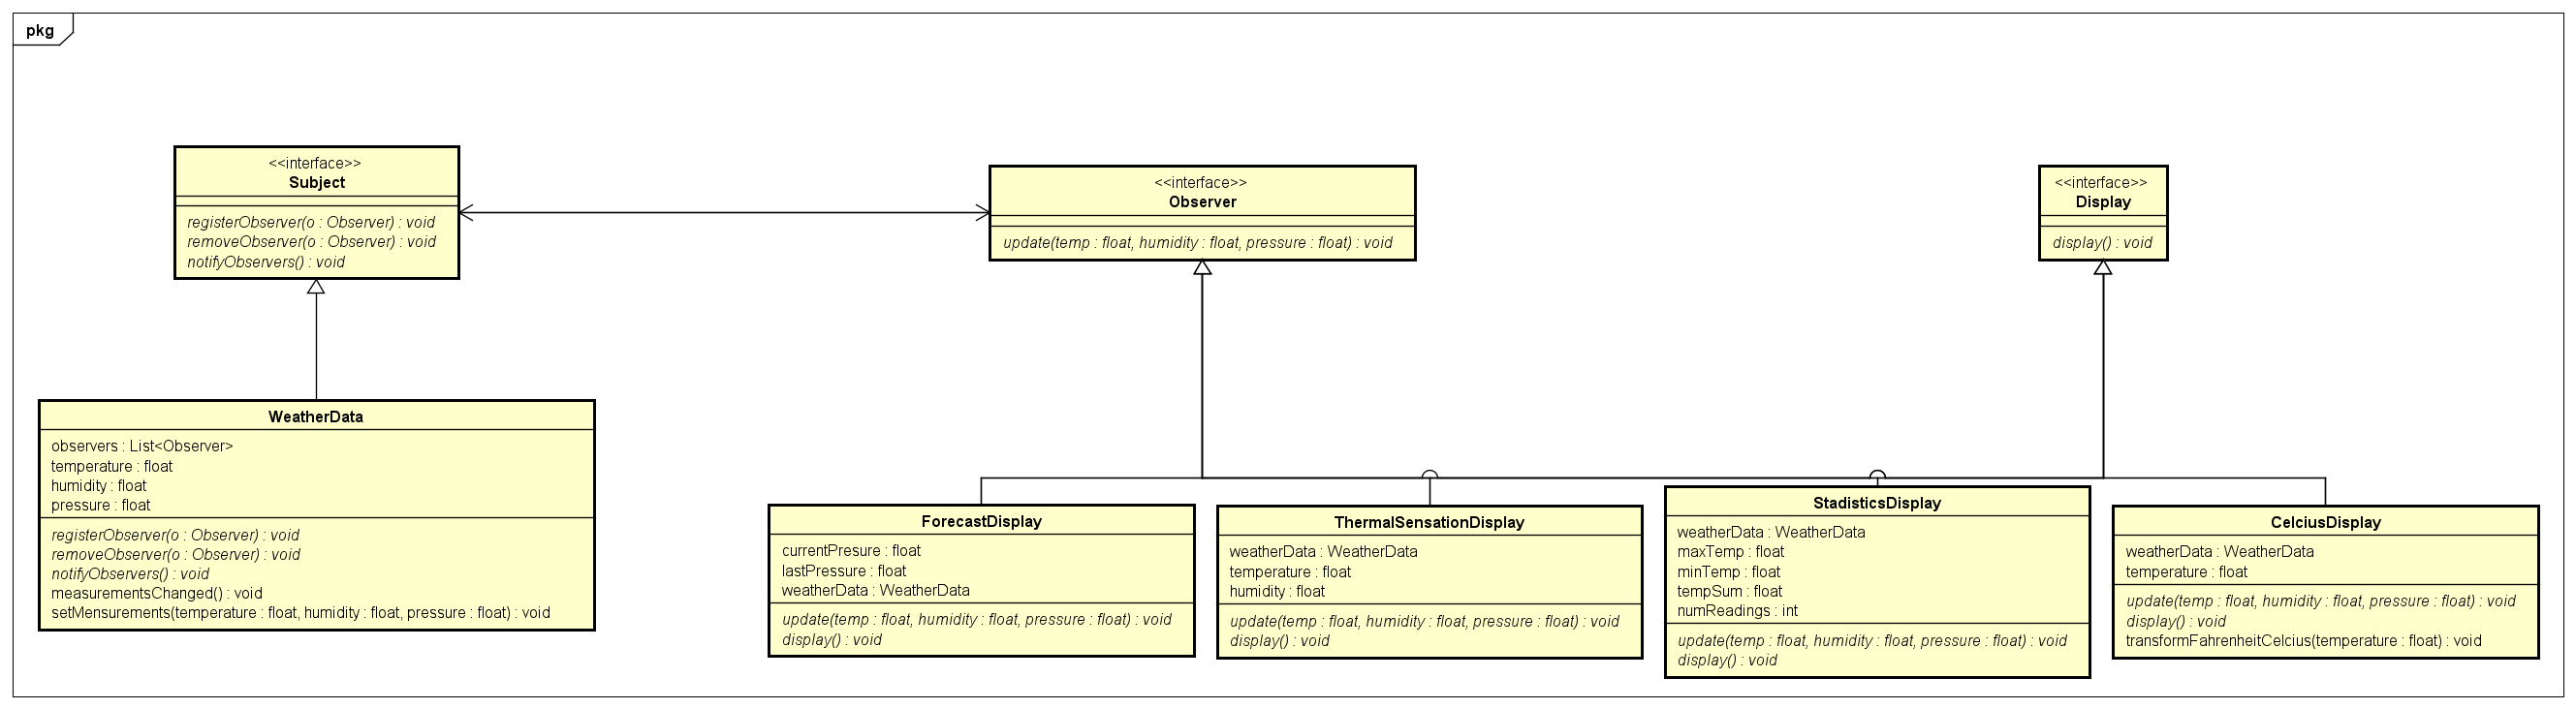 pkg
<<interface>>
Subject
registerObserver(o : Observer) : void
removeObserver(o : Observer) : void
notifyObservers() : void
<<interface>>
Observer
update(temp : float, humidity : float, pressure : float) : void
<<interface>>
Display
display() : void
WeatherData
observers : List<Observer>
temperature : float
humidity : float
pressure : float
registerObserver(o : Observer) : void
removeObserver(o : Observer) : void
notifyObservers() : void
measurementsChanged() : void
setMensurements(temperature : float, humidity : float, pressure : float) : void
ForecastDisplay
currentPresure : float
lastPressure : float
weatherData : WeatherData
update(temp : float, humidity : float, pressure : float) : void
display() : void
ThermalSensationDisplay
weatherData : WeatherData
temperature : float
humidity : float
update(temp : float, humidity : float, pressure : float) : void
display() : void
StadisticsDisplay
weatherData : WeatherData
maxTemp : float
minTemp : float
tempSum : float
numReadings : int
update(temp : float, humidity : float, pressure : float) : void
display() : void
CelciusDisplay
weatherData : WeatherData
temperature : float
update(temp : float, humidity : float, pressure : float) : void
display() : void
transformFahrenheitCelcius(temperature : float) : void